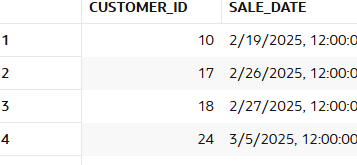 CUSTOMER_ID SALE_DATE
1 10 2/19/2025, 12:00:0
2 17 2/26/2025, 12:00:0
3 18 2/27/2025, 12:00:0
4 24 3/5/2025, 12:00:00